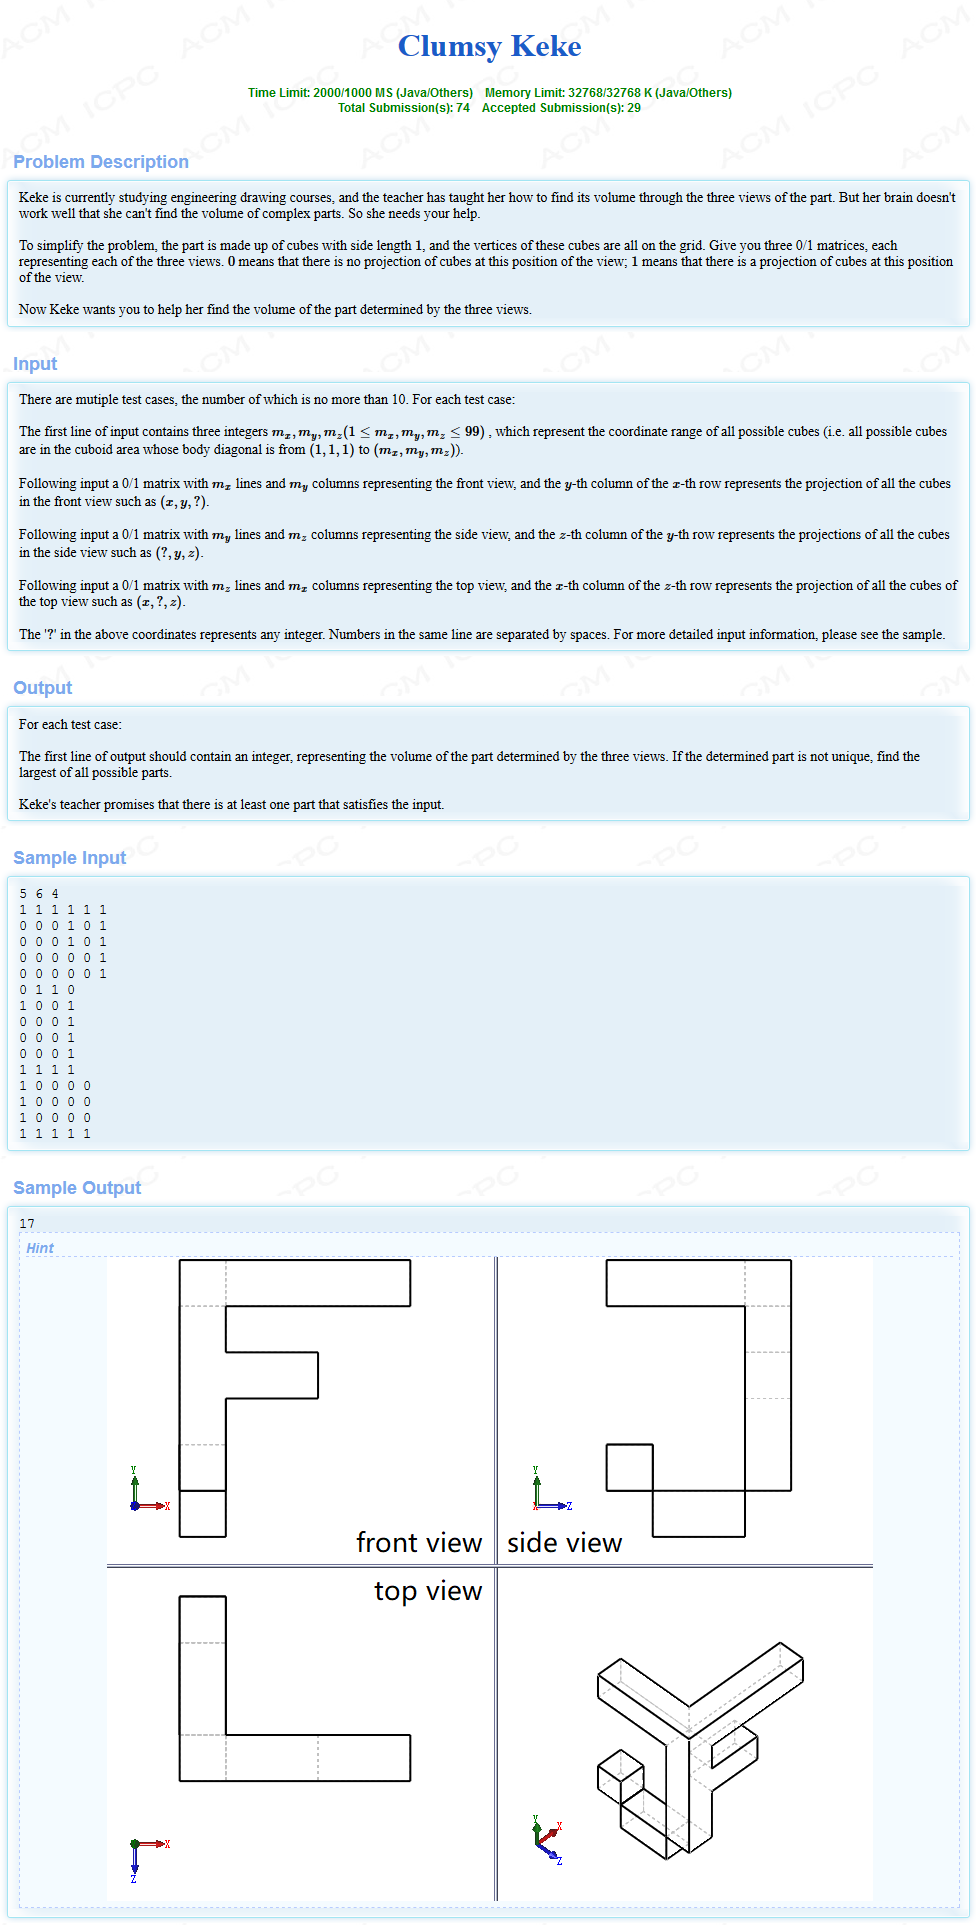 Clumsy Keke
Time Limit: 2000/1000 MS (Java/Others)    Memory Limit: 32768/32768 K (Java/Others)
Total Submission(s): 74    Accepted Submission(s): 29
Problem Description
Keke is currently studying engineering drawing courses, and the teacher has taught her how to find its volume through the three views of the part. But her brain doesn't
work well that she can't find the volume of complex parts. So she needs your help.
To simplify the problem, the part is made up of cubes with side length 1, and the vertices of these cubes are all on the grid. Give you three 0/1 matrices, each
representing each of the three views. 0 means that there is no projection of cubes at this position of the view; 1 means that there is a projection of cubes at this position
of the view.
Now Keke wants you to help her find the volume of the part determined by the three views.
Input
There are mutiple test cases, the number of which is no more than 10. For each test case:
The first line of input contains three integers m_x, m_y, m_z(1 ≤ m_x, m_y, m_z ≤ 99) , which represent the coordinate range of all possible cubes (i.e. all possible cubes
are in the cuboid area whose body diagonal is from (1, 1, 1) to (m_x, m_y, m_z)).
Following input a 0/1 matrix with m_x lines and m_y columns representing the front view, and the y-th column of the x-th row represents the projection of all the cubes
in the front view such as (x, y, ?).
Following input a 0/1 matrix with m_y lines and m_z columns representing the side view, and the z-th column of the y-th row represents the projections of all the cubes
in the side view such as (?, y, z).
Following input a 0/1 matrix with m_z lines and m_x columns representing the top view, and the x-th column of the z-th row represents the projection of all the cubes of
the top view such as (x, ?, z).
The '?' in the above coordinates represents any integer. Numbers in the same line are separated by spaces. For more detailed input information, please see the sample.
Output
For each test case:
The first line of output should contain an integer, representing the volume of the part determined by the three views. If the determined part is not unique, find the
largest of all possible parts.
Keke's teacher promises that there is at least one part that satisfies the input.
Sample Input
5 6 4
1 1 1 1 1 1
0 0 0 1 0 1
0 0 0 1 0 1
0 0 0 0 0 1
0 0 0 0 0 1
0 1 1 0
1 0 0 1
0 0 0 1
0 0 0 1
0 0 0 1
1 1 1 1
1 0 0 0 0
1 0 0 0 0
1 0 0 0 0
1 1 1 1 1
Sample Output
17
Hint
Y
X
Y
X
Z
front view
side view
top view
X
Z
Y
X
Z